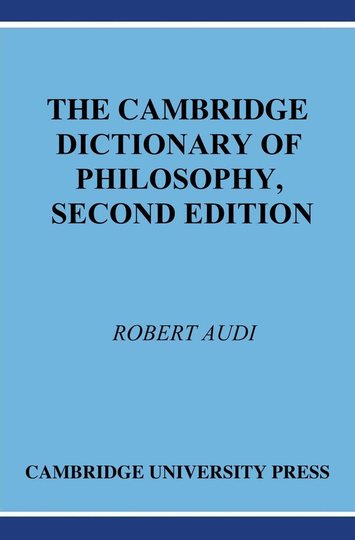 THE CAMBRIDGE
DICTIONARY OF
PHILOSOPHY,
SECOND EDITION
ROBERT AUDI
CAMBRIDGE UNIVERSITY PRESS